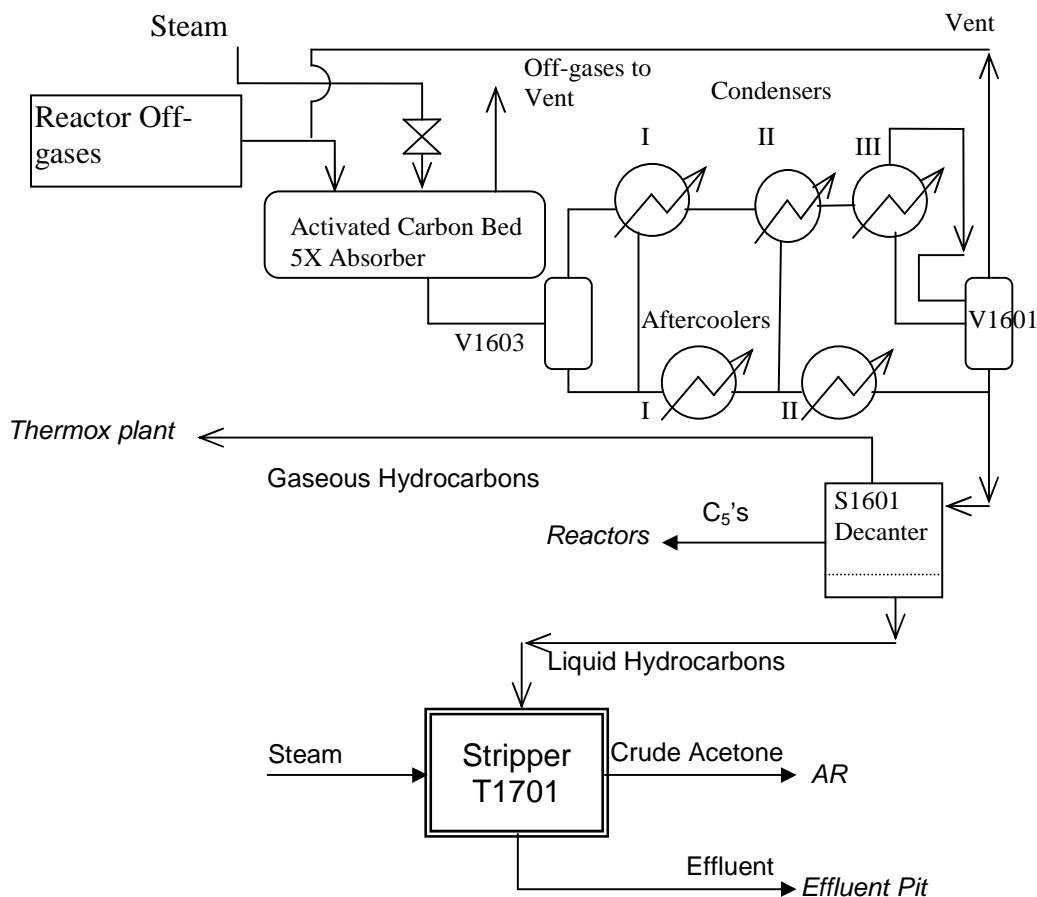 Steam
Vent
Off-gases to
Vent
Condensers
Reactor Off-
gases
I
II
III
Activated Carbon Bed
5X Absorber
V1603
Aftercoolers
V1601
I
II
Thermox plant
Gaseous Hydrocarbons
S1601
Decanter
C5's
Reactors
Liquid Hydrocarbons
Steam
Stripper
T1701
Crude Acetone
AR
Effluent
Effluent Pit